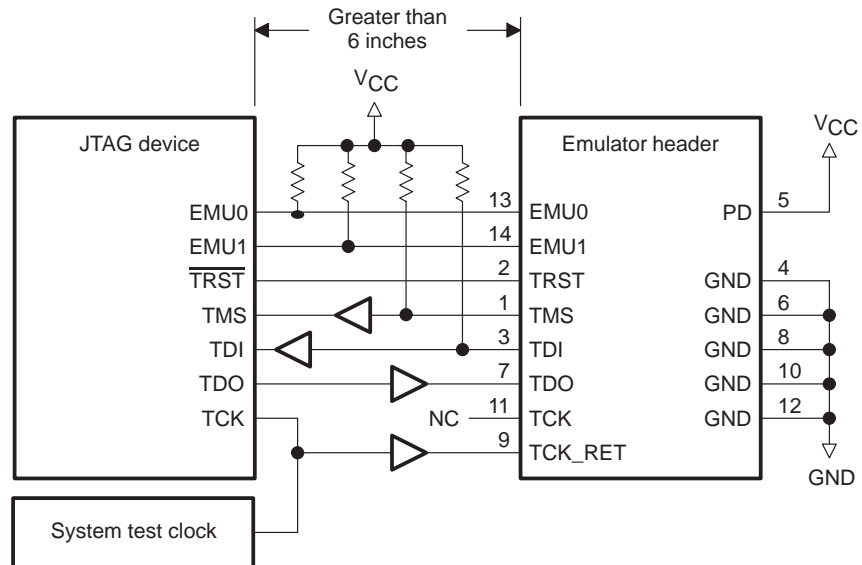 Greater than
6 inches
VCC
JTAG device
Emulator header
VCC
EMU0
13
EMU0
PD
5
EMU1
14
EMU1
TRST
2
TRST
GND
4
TMS
1
TMS
GND
6
TDI
3
TDI
GND
8
TDO
7
TDO
GND
10
TCK
NC
11
TCK
GND
12
9
TCK_RET
GND
System test clock